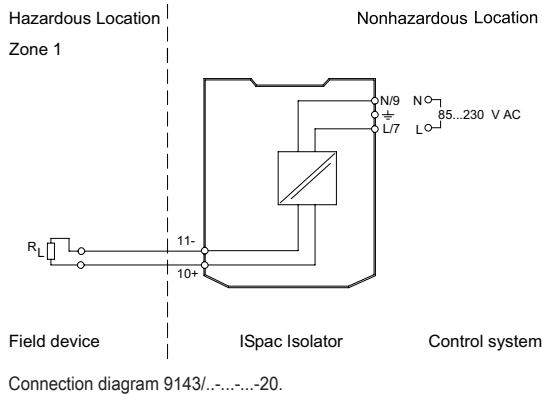 Hazardous Location
Nonhazardous Location
Zone 1
N/9
N
85...230 V AC
L/7
L
R L
11-
10+
Field device
ISpac Isolator
Control system
Connection diagram 9143/..-...-...-20.